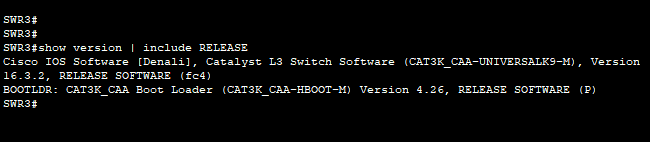 SWR3#
SWR3#
SWR3#show version | include RELEASE
Cisco IOS Software [Denali], Catalyst L3 Switch Software (CAT3K_CAA-UNIVERSALK9-M), Version
16.3.2, RELEASE SOFTWARE (fc4)
BOOTLDR: CAT3K_CAA Boot Loader (CAT3K_CAA-HBOOT-M) Version 4.26, RELEASE SOFTWARE (P)
SWR3#